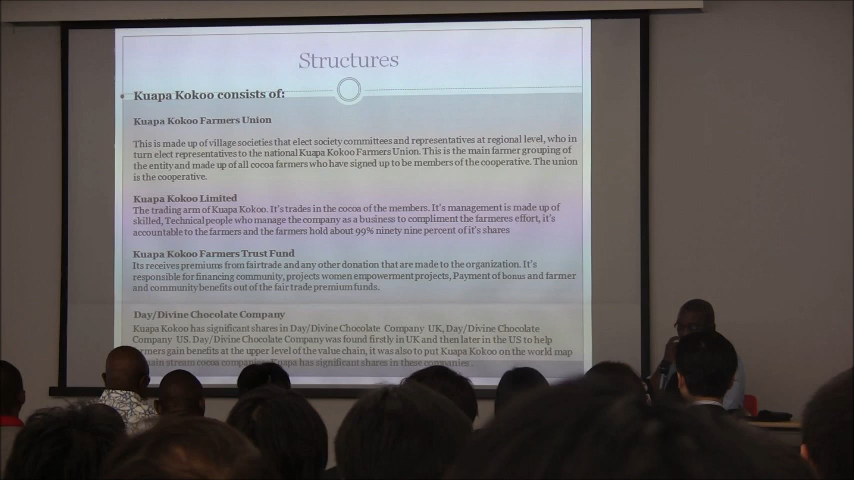 Structures
• Kuapa Kokoo consists of:
Kuapa Kokoo Farmers Union
This is made up of village societies that elect society committees and representatives at regional level, who in
turn elect representatives to the national Kuapa Kokoo Farmers Union. This is the main farmer grouping of
the entity and made up of all cocoa farmers who have signed up to be members of the cooperative. The union
is the cooperative.
Kuapa Kokoo Limited
The trading arm of Kuapa Kokoo. It's trades in the cocoa of the members. It's management is made up of
skilled, Technical people who manage the company as a business to compliment the farmeres effort, it's
accountable to the farmers and the farmers hold about 99% ninety nine percent of it's shares
Kuapa Kokoo Farmers Trust Fund
Its receives premiums from fairtrade and any other donation that are made to the organization. It's
responsible for financing community, projects women empowerment projects, Payment of bonus and farmer
and community benefits out of the fair trade premium funds.
Day/Divine Chocolate Company
Kuapa Kokoo has significant shares in Day/Divine Chocolate Company UK, Day/Divine Chocolate
Company US. Day/Divine Chocolate Company was found firstly in UK and then later in the US to help
gain benefits at the upper level of the value chain, it was also to put Kuapa Kokoo on the world map
stream cocoa companies. Kuapa has significant shares in these companies